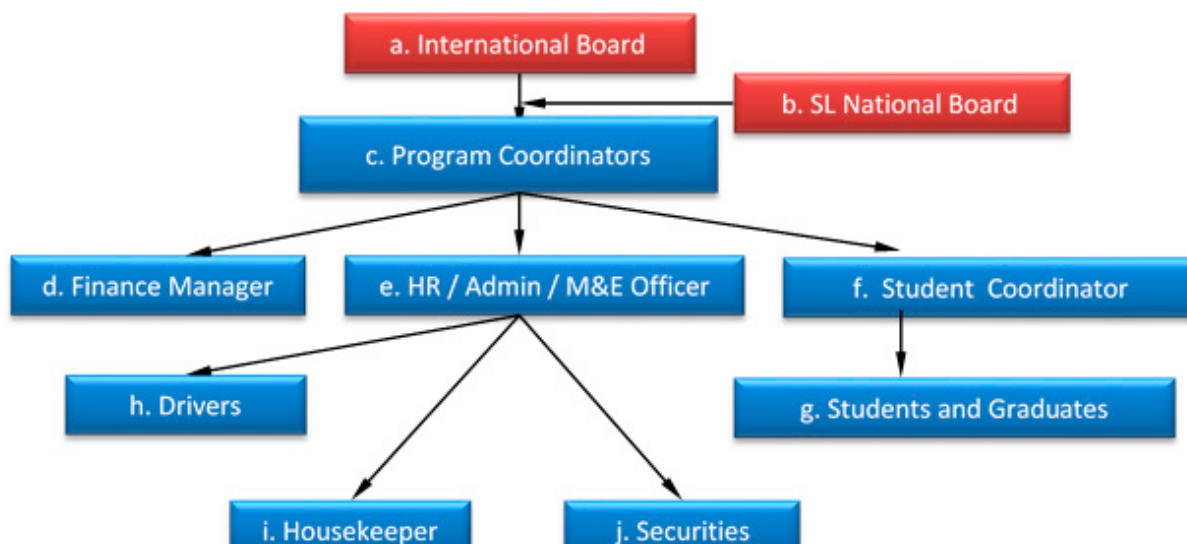 a. International Board
b. SL National Board
c. Program Coordinators
d. Finance Manager
e. HR / Admin / M&E Officer
f. Student Coordinator
h. Drivers
g. Students and Graduates
i. Housekeeper
j. Securities